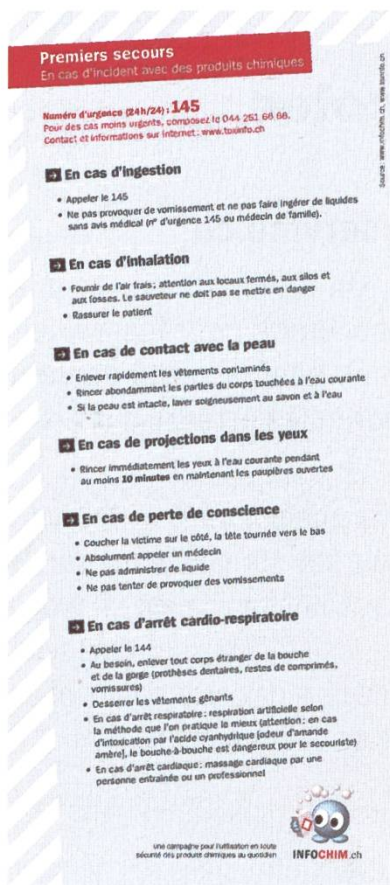 Premiers secours
En cas d'incident avec des produits chimiques
Numéro d'urgence (24h/24) : 145
Pour des cas moins urgents, composez le 044 251 66 66.
Contact et informations sur internet : www.toxinfo.ch
Source : www.infochim.ch, www.toxinfo.ch
En cas d'ingestion
• Appeler le 145
• Ne pas provoquer de vomissement et ne pas faire ingérer de liquides
sans avis médical (n° d'urgence 145 ou médecin de famille).
En cas d'inhalation
• Fournir de l'air frais ; attention aux locaux fermés, aux silos et
aux fosses. Le sauveteur ne doit pas se mettre en danger
• Rassurer le patient
En cas de contact avec la peau
• Enlever rapidement les vêtements contaminés
• Rincer abondamment les parties du corps touchées à l'eau courante
• Si la peau est intacte, laver soigneusement au savon et à l'eau
En cas de projections dans les yeux
• Rincer immédiatement les yeux à l'eau courante pendant
au moins 10 minutes en maintenant les paupières ouvertes
En cas de perte de conscience
• Coucher la victime sur le côté, la tête tournée vers le bas
• Absolument appeler un médecin
• Ne pas administrer de liquide
• Ne pas tenter de provoquer des vomissements
En cas d'arrêt cardio-respiratoire
• Appeler le 144
• Au besoin, enlever tout corps étranger de la bouche
et de la gorge (prothèses dentaires, restes de comprimés,
vomissures)
• Desserrer les vêtements gênants
• En cas d'arrêt respiratoire : respiration artificielle selon
la méthode que l'on pratique le mieux (attention : en cas
d'intoxication par l'acide cyanhydrique [odeur d'amande
amère], le bouche-à-bouche est dangereux pour le secouriste)
• En cas d'arrêt cardiaque : massage cardiaque par une
personne entraînée ou un professionnel
une campagne pour l'utilisation en toute
sécurité des produits chimiques au quotidien
INFOCHIM.ch